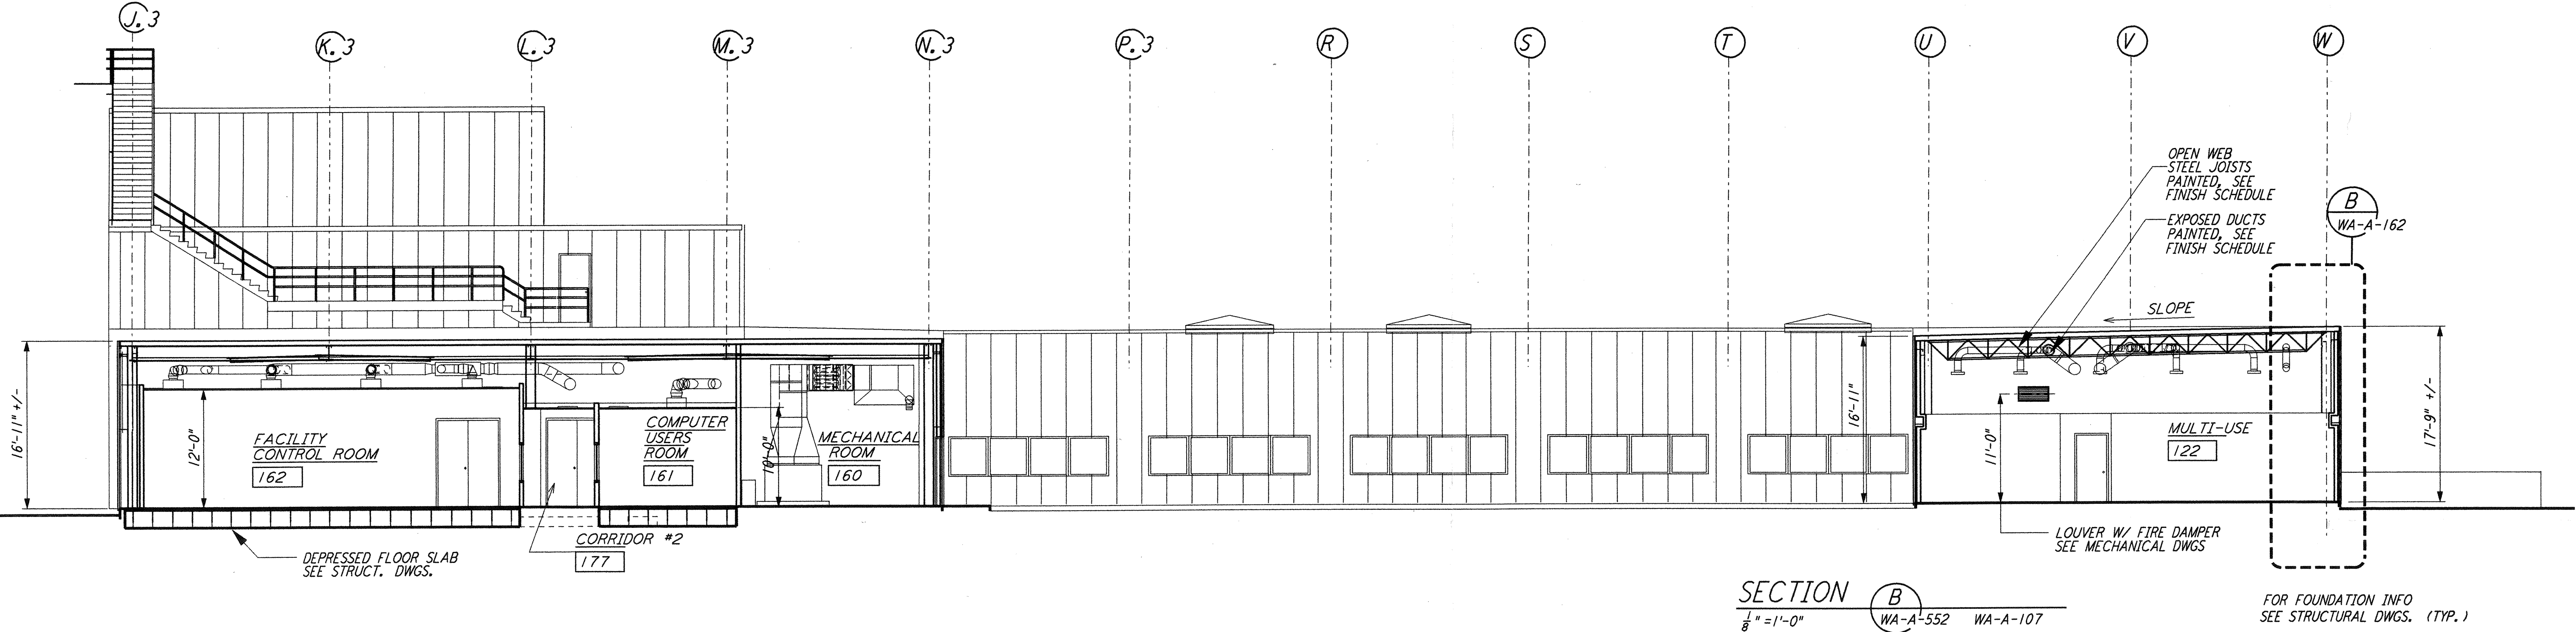 J.3
K.3
L.3
M.3
N.3
P.3
R
S
T
U
V
W
OPEN WEB
STEEL JOISTS
PAINTED, SEE
FINISH SCHEDULE
EXPOSED DUCTS
PAINTED, SEE
FINISH SCHEDULE
B
WA-A-162
SLOPE
16'-11" +/-
12'-0"
FACILITY
CONTROL ROOM
162
COMPUTER
USERS
ROOM
161
10'-0"
MECHANICAL
ROOM
160
16'-11"
11'-0"
MULTI-USE
122
17'-9" +/-
DEPRESSED FLOOR SLAB
SEE STRUCT. DWGS.
CORRIDOR #2
177
LOUVER W/ FIRE DAMPER
SEE MECHANICAL DWGS
SECTION
1/8"=1'-0"
B
WA-A-552 WA-A-107
FOR FOUNDATION INFO
SEE STRUCTURAL DWGS. (TYP.)